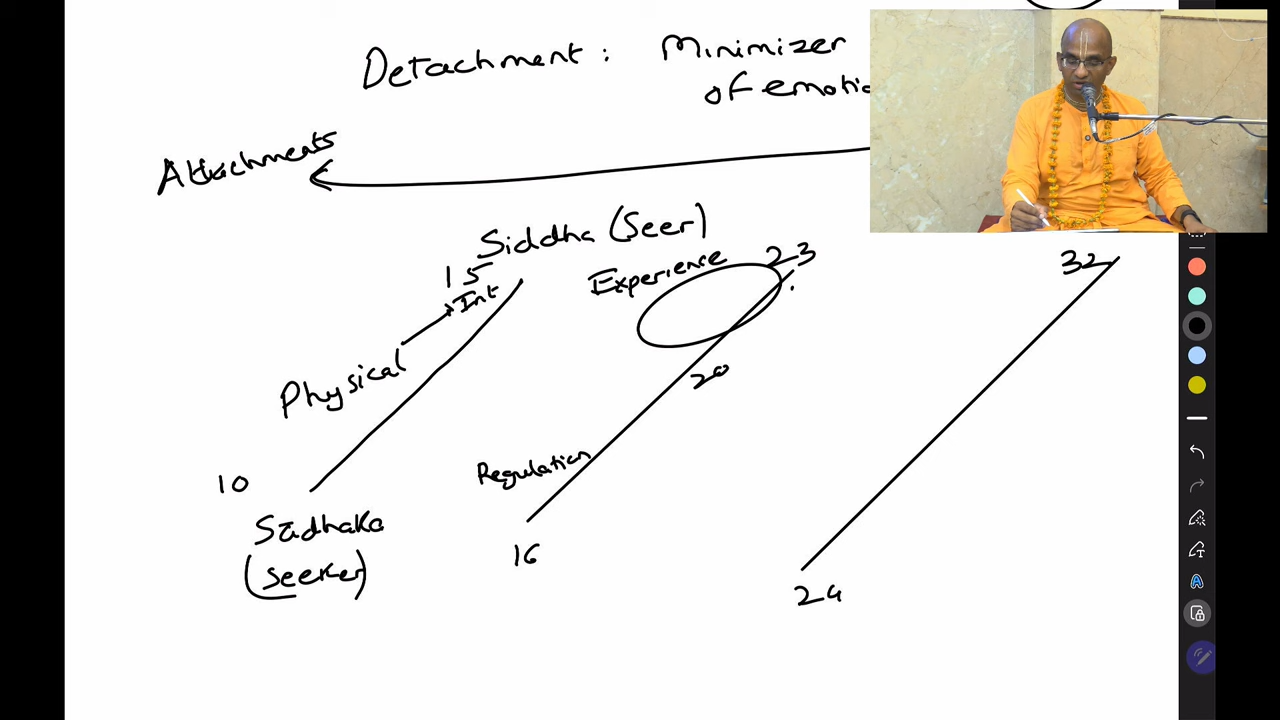 Detachment : Minimizer
of emotio
Attachments
Siddha (Seer)
15
Int
Experience
23
32
Physical
20
Regulation
10
Sādhaka
(seeker)
16
24
A